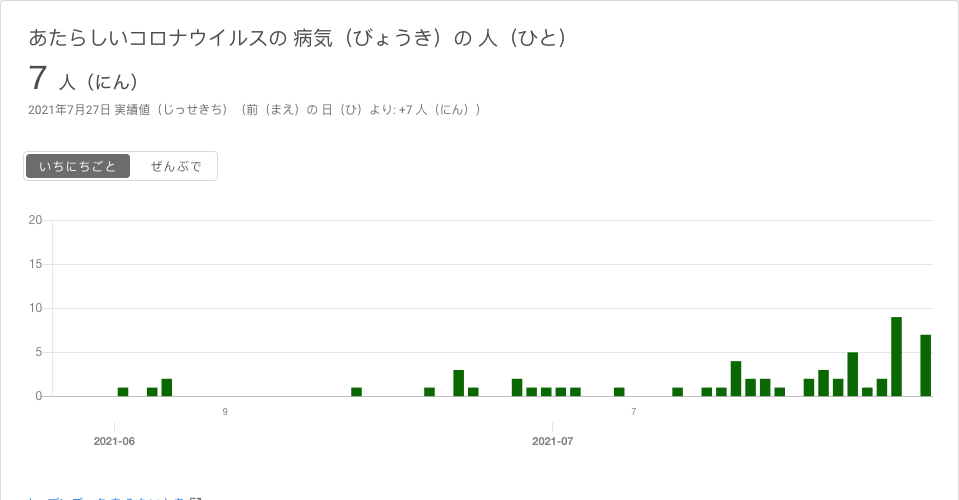 あたらしいコロナウイルスの 病気（びょうき）の 人（ひと）
7 人（にん）
2021年7月27日 実績値（じっせきち）（前（まえ）の 日（ひ）より: +7 人（にん））
いちにちごと ぜんぶで
20
15
10
5
0
9 7
2021-06 2021-07